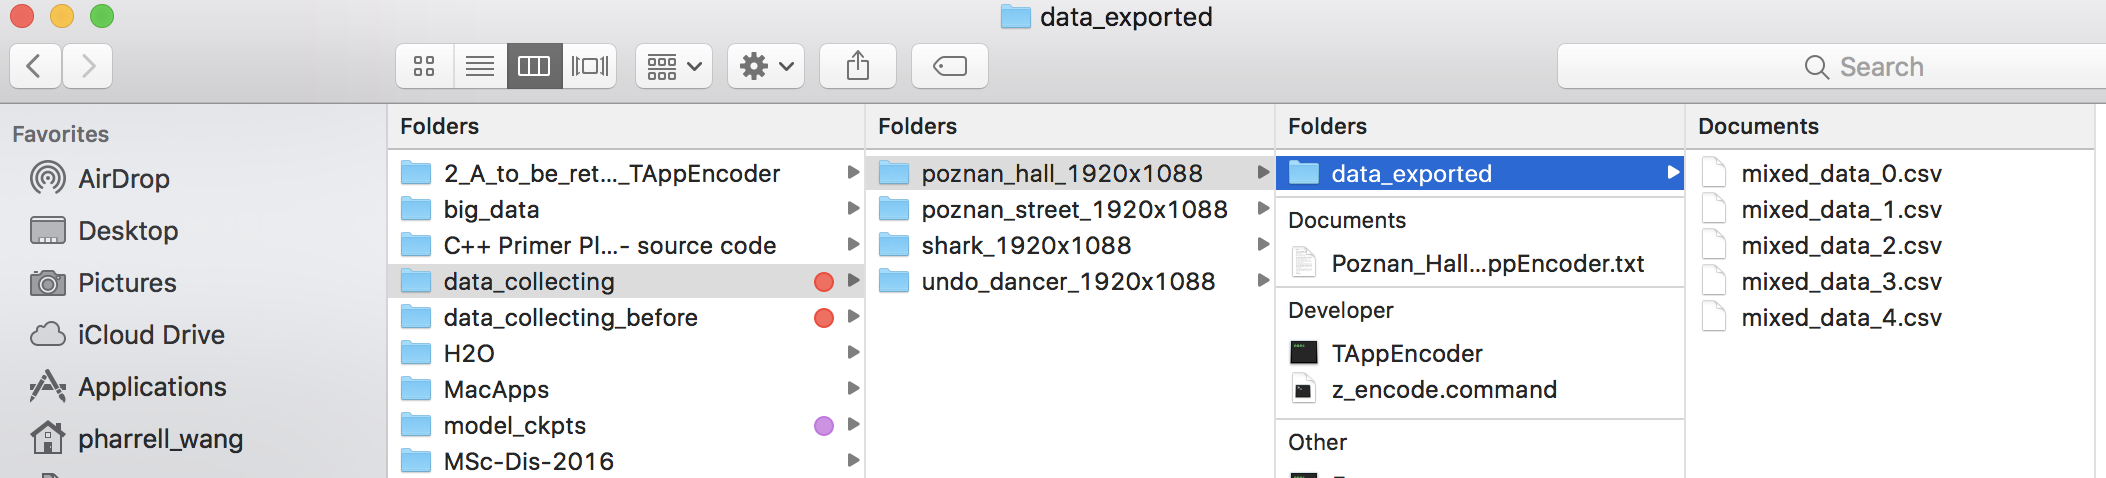 data_exported
Search
Favorites
AirDrop
Desktop
Pictures
iCloud Drive
Applications
pharrell_wang
Folders
2_A_to_be_ret..._TAppEncoder
big_data
C++ Primer Pl...- source code
data_collecting
data_collecting_before
H2O
MacApps
model_ckpts
MSc-Dis-2016
Folders
poznan_hall_1920x1088
poznan_street_1920x1088
shark_1920x1088
undo_dancer_1920x1088
Folders
data_exported
Documents
Poznan_Hall...ppEncoder.txt
Developer
TAppEncoder
z_encode.command
Other
Documents
mixed_data_0.csv
mixed_data_1.csv
mixed_data_2.csv
mixed_data_3.csv
mixed_data_4.csv